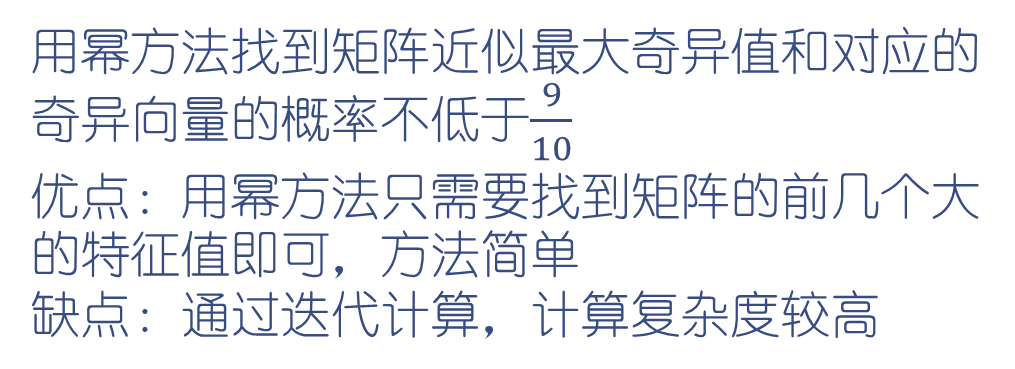 用幂方法找到矩阵近似最大奇异值和对应的
奇异向量的概率不低于9/10
优点：用幂方法只需要找到矩阵的前几个大
的特征值即可，方法简单
缺点：通过迭代计算，计算复杂度较高